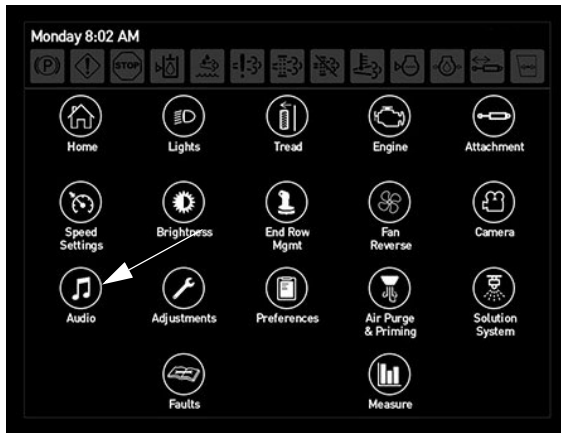 Monday 8:02 AM
(P) STOP
Home Lights Tread Engine Attachment
Speed Settings Brightness End Row Mgmt Fan Reverse Camera
Audio Adjustments Preferences Air Purge & Priming Solution System
Faults Measure